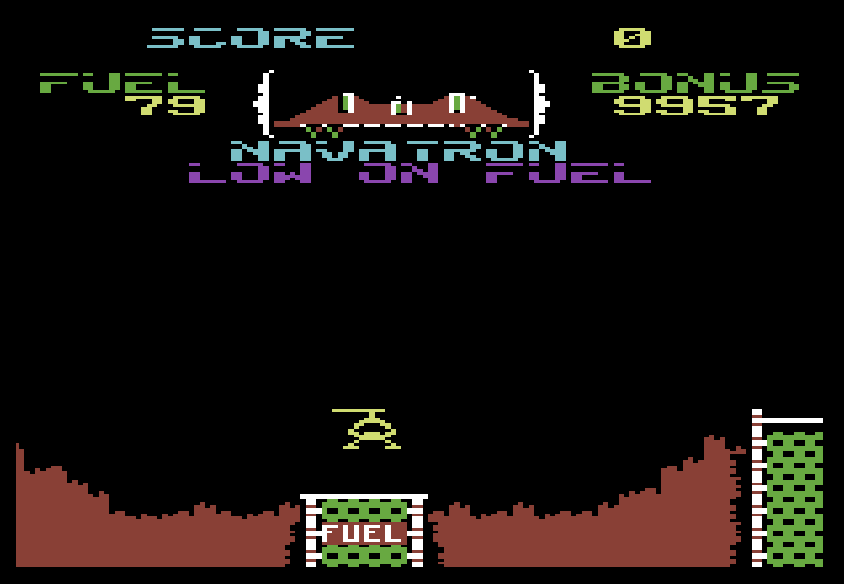 SCORE 0
FUEL BONUS
79 9957
NAVATRON
LOW ON FUEL
FUEL